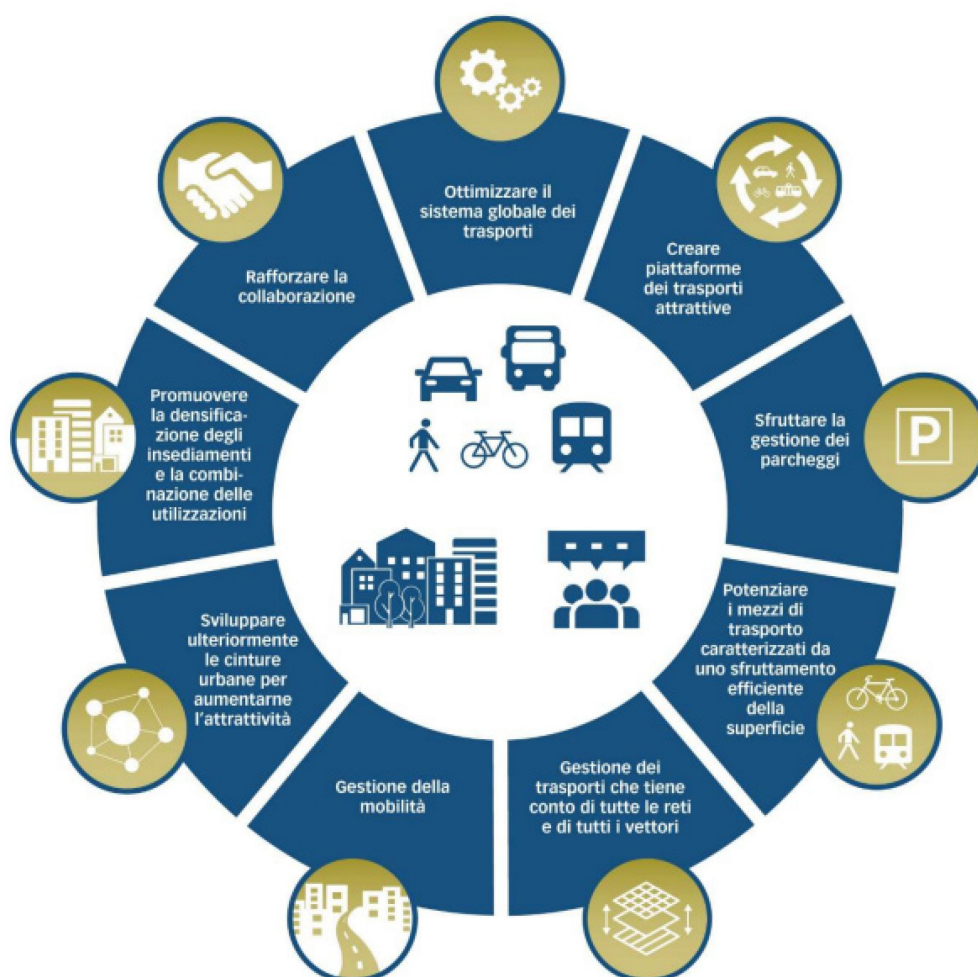 Ottimizzare il
sistema globale dei
trasporti
Creare
piattaforme
dei trasporti
attrattive
Sfruttare la
gestione dei
parcheggi
P
Potenziare
i mezzi di
trasporto
caratterizzati da
uno sfruttamento
efficiente
della
superficie
Gestione dei
trasporti che tiene
conto di tutte le reti
e di tutti i vettori
Gestione della
mobilità
Sviluppare
ulteriormente
le cinture
urbane per
aumentarne
l'attrattività
Promuovere
la densifica-
zione degli
insediamenti
e la combi-
nazione delle
utilizzazioni
Rafforzare la
collaborazione